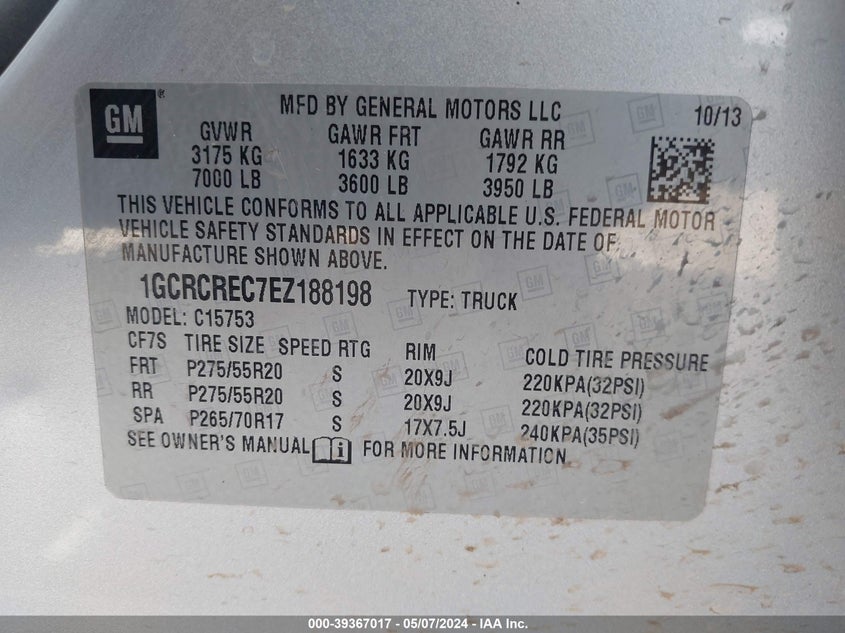 GM ® MFD BY GENERAL MOTORS LLC 10/13
GVWR GAWR FRT GAWR RR
3175 KG 1633 KG 1792 KG
7000 LB 3600 LB 3950 LB
THIS VEHICLE CONFORMS TO ALL APPLICABLE U.S. FEDERAL MOTOR
VEHICLE SAFETY STANDARDS IN EFFECT ON THE DATE OF
MANUFACTURE SHOWN ABOVE.
1GCRCREC7EZ188198 TYPE: TRUCK
MODEL: C15753
CF7S TIRE SIZE SPEED RTG RIM COLD TIRE PRESSURE
FRT P275/55R20 S 20X9J 220KPA(32PSI)
RR P275/55R20 S 20X9J 220KPA(32PSI)
SPA P265/70R17 S 17X7.5J 240KPA(35PSI)
SEE OWNER'S MANUAL i FOR MORE INFORMATION
000-39367017 — 05/07/2024 — IAA Inc.